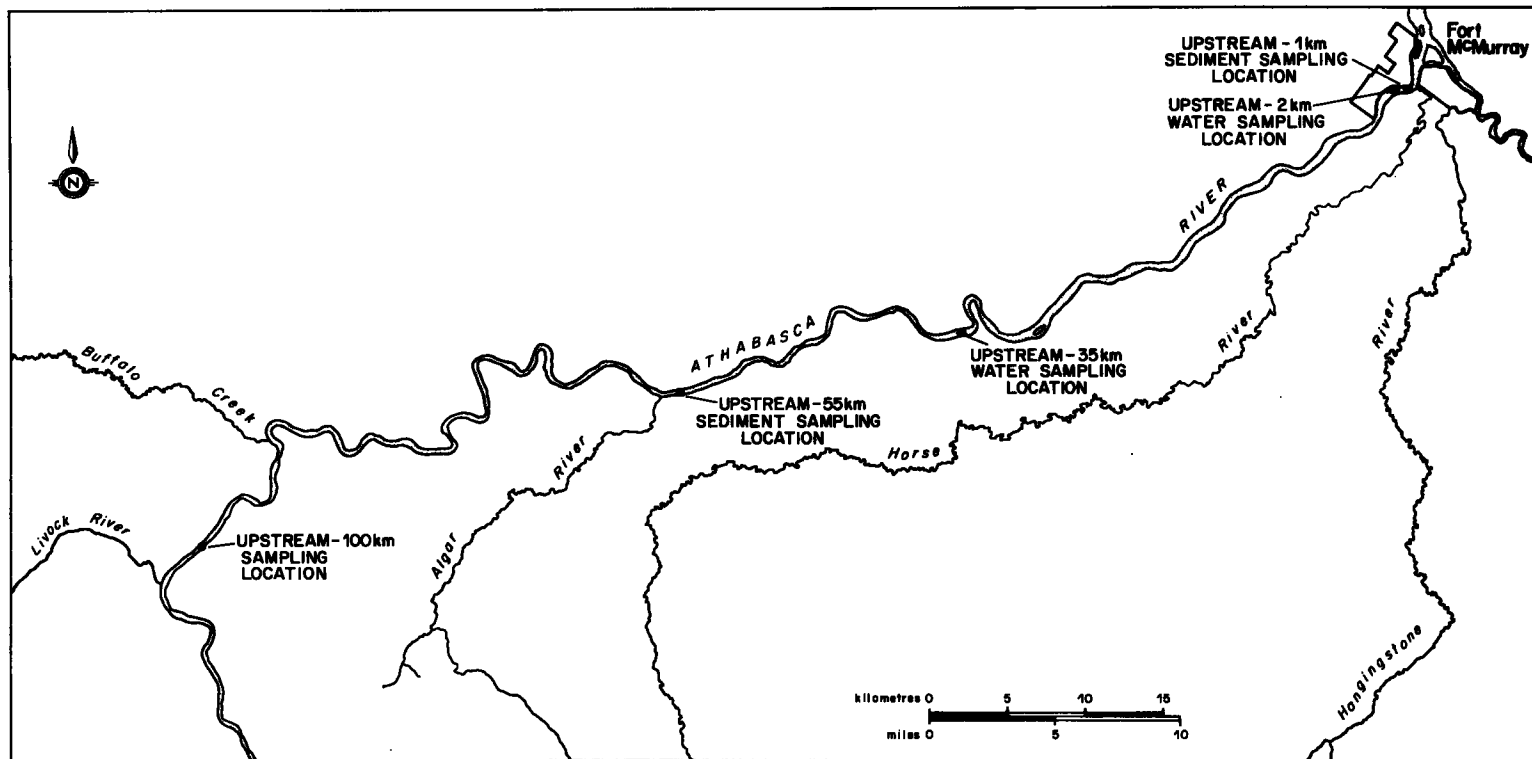 Fort
McMurray
UPSTREAM-1km
SEDIMENT SAMPLING
LOCATION
UPSTREAM-2km
WATER SAMPLING
LOCATION
N
ATHABASCA RIVER
UPSTREAM-35km
WATER SAMPLING
LOCATION
Buffalo Creek
UPSTREAM-55km
SEDIMENT SAMPLING
LOCATION
Horse River
River
Livock River
UPSTREAM-100km
SAMPLING
LOCATION
Algar River
Hangingstone
kilometres 0 5 10 15
miles 0 5 10